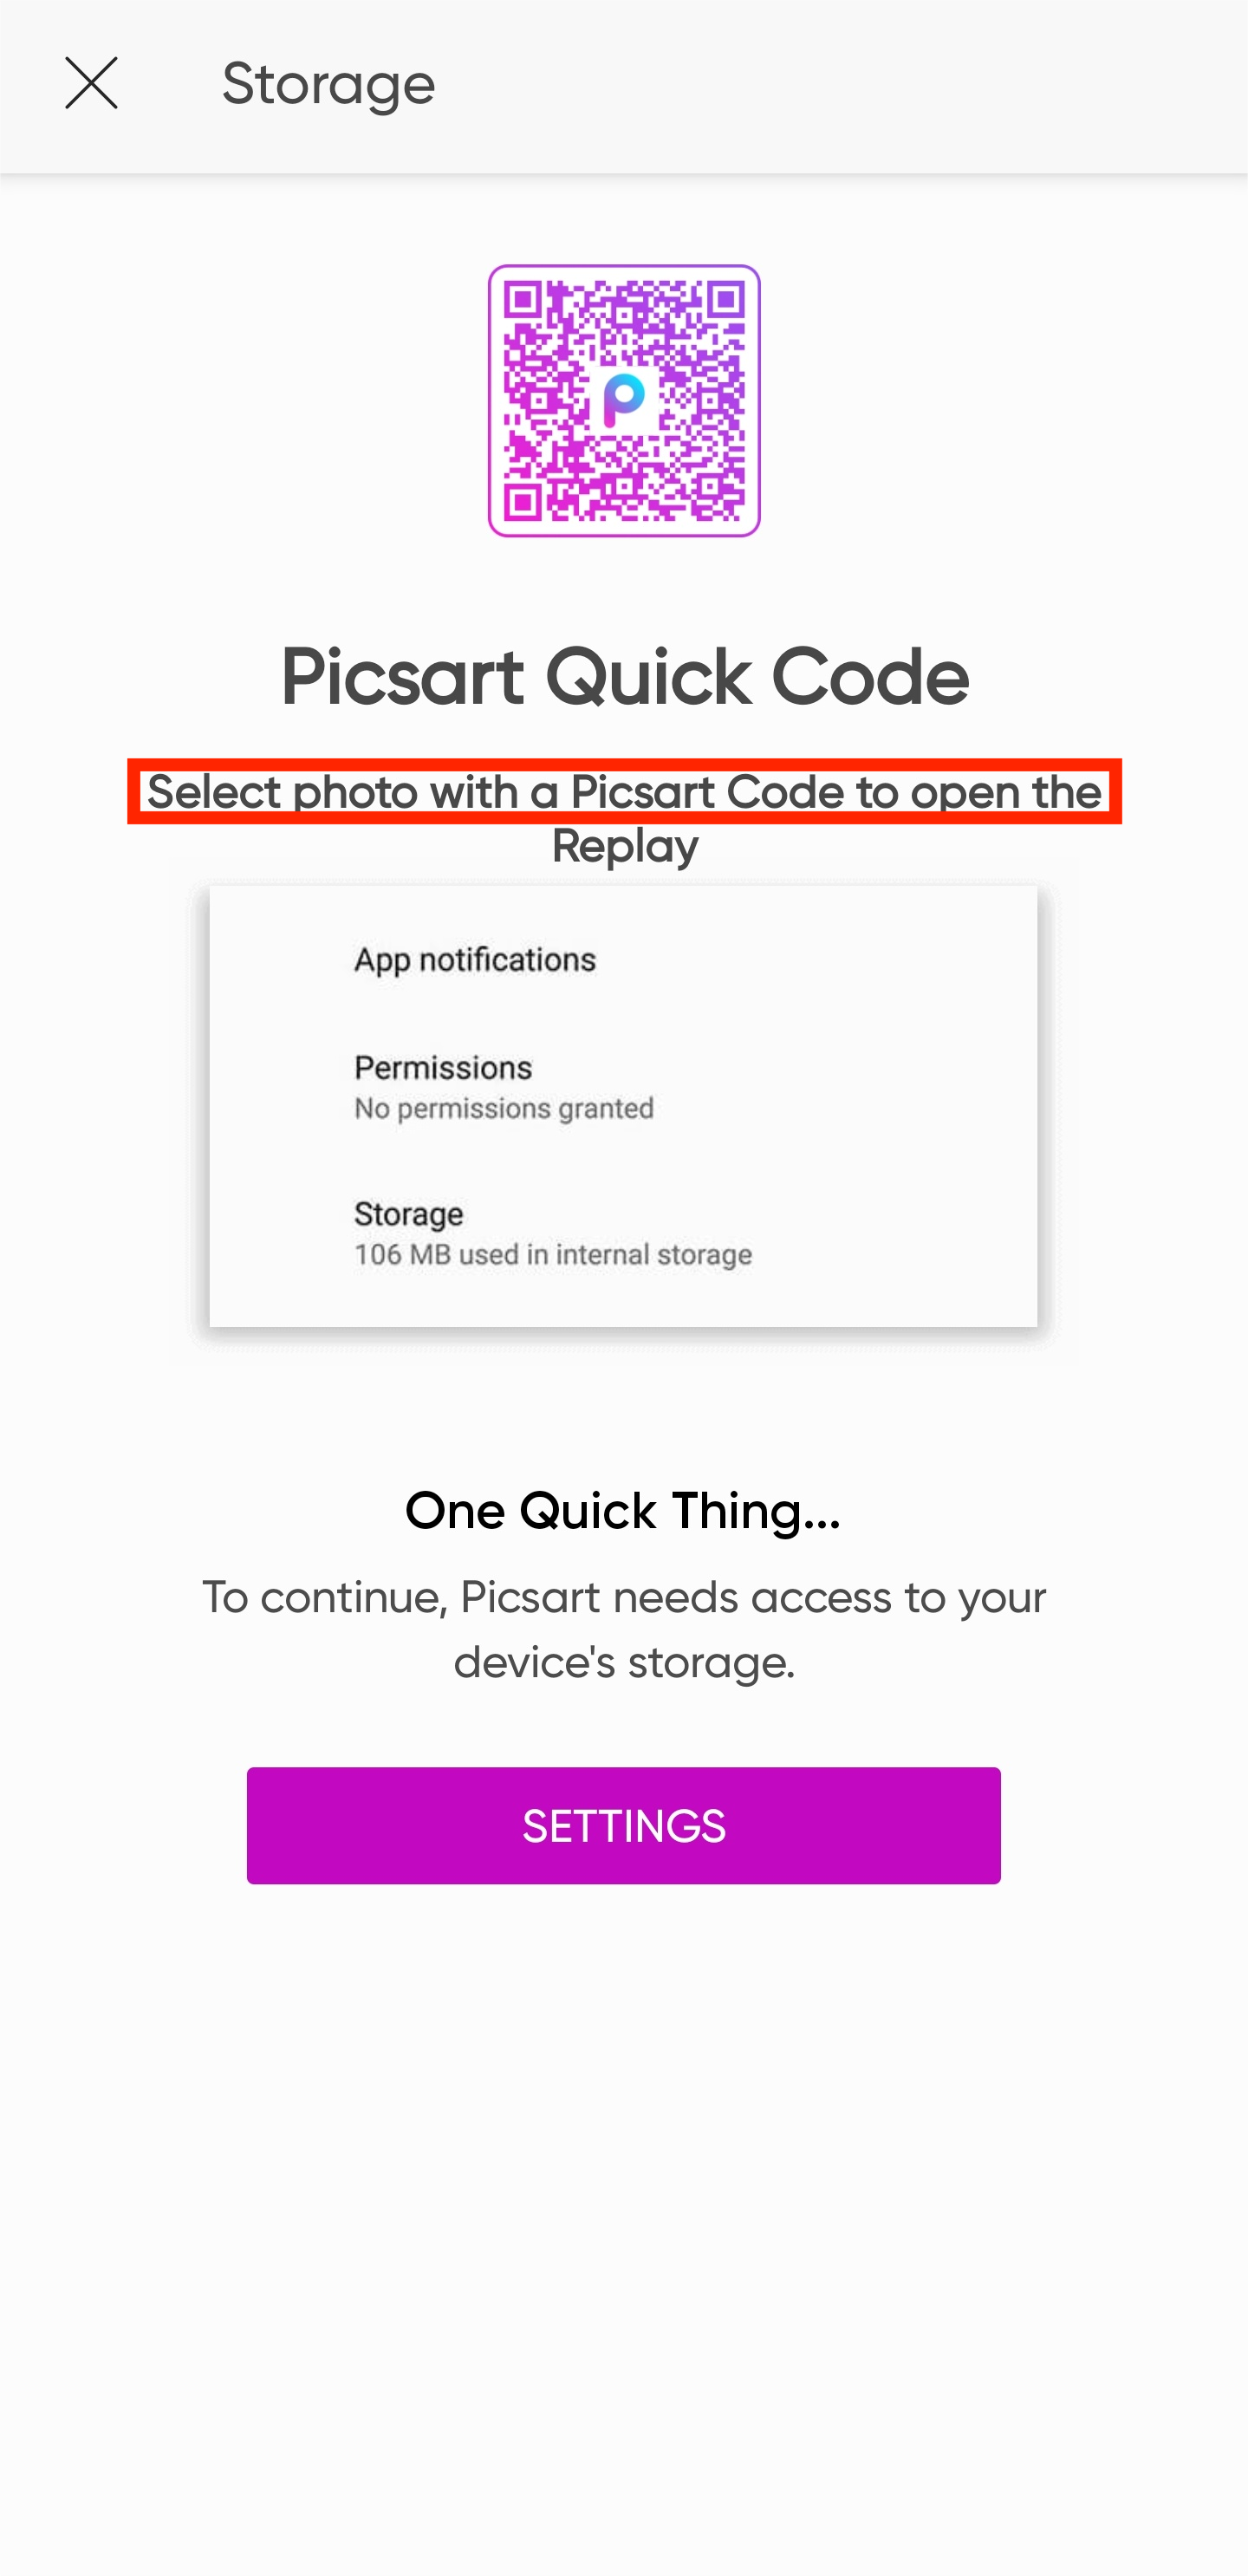 Storage
Picsart Quick Code
Select photo with a Picsart Code to open the
Replay
App notifications
Permissions
No permissions granted
Storage
106 MB used in internal storage
One Quick Thing...
To continue, Picsart needs access to your
device's storage.
SETTINGS